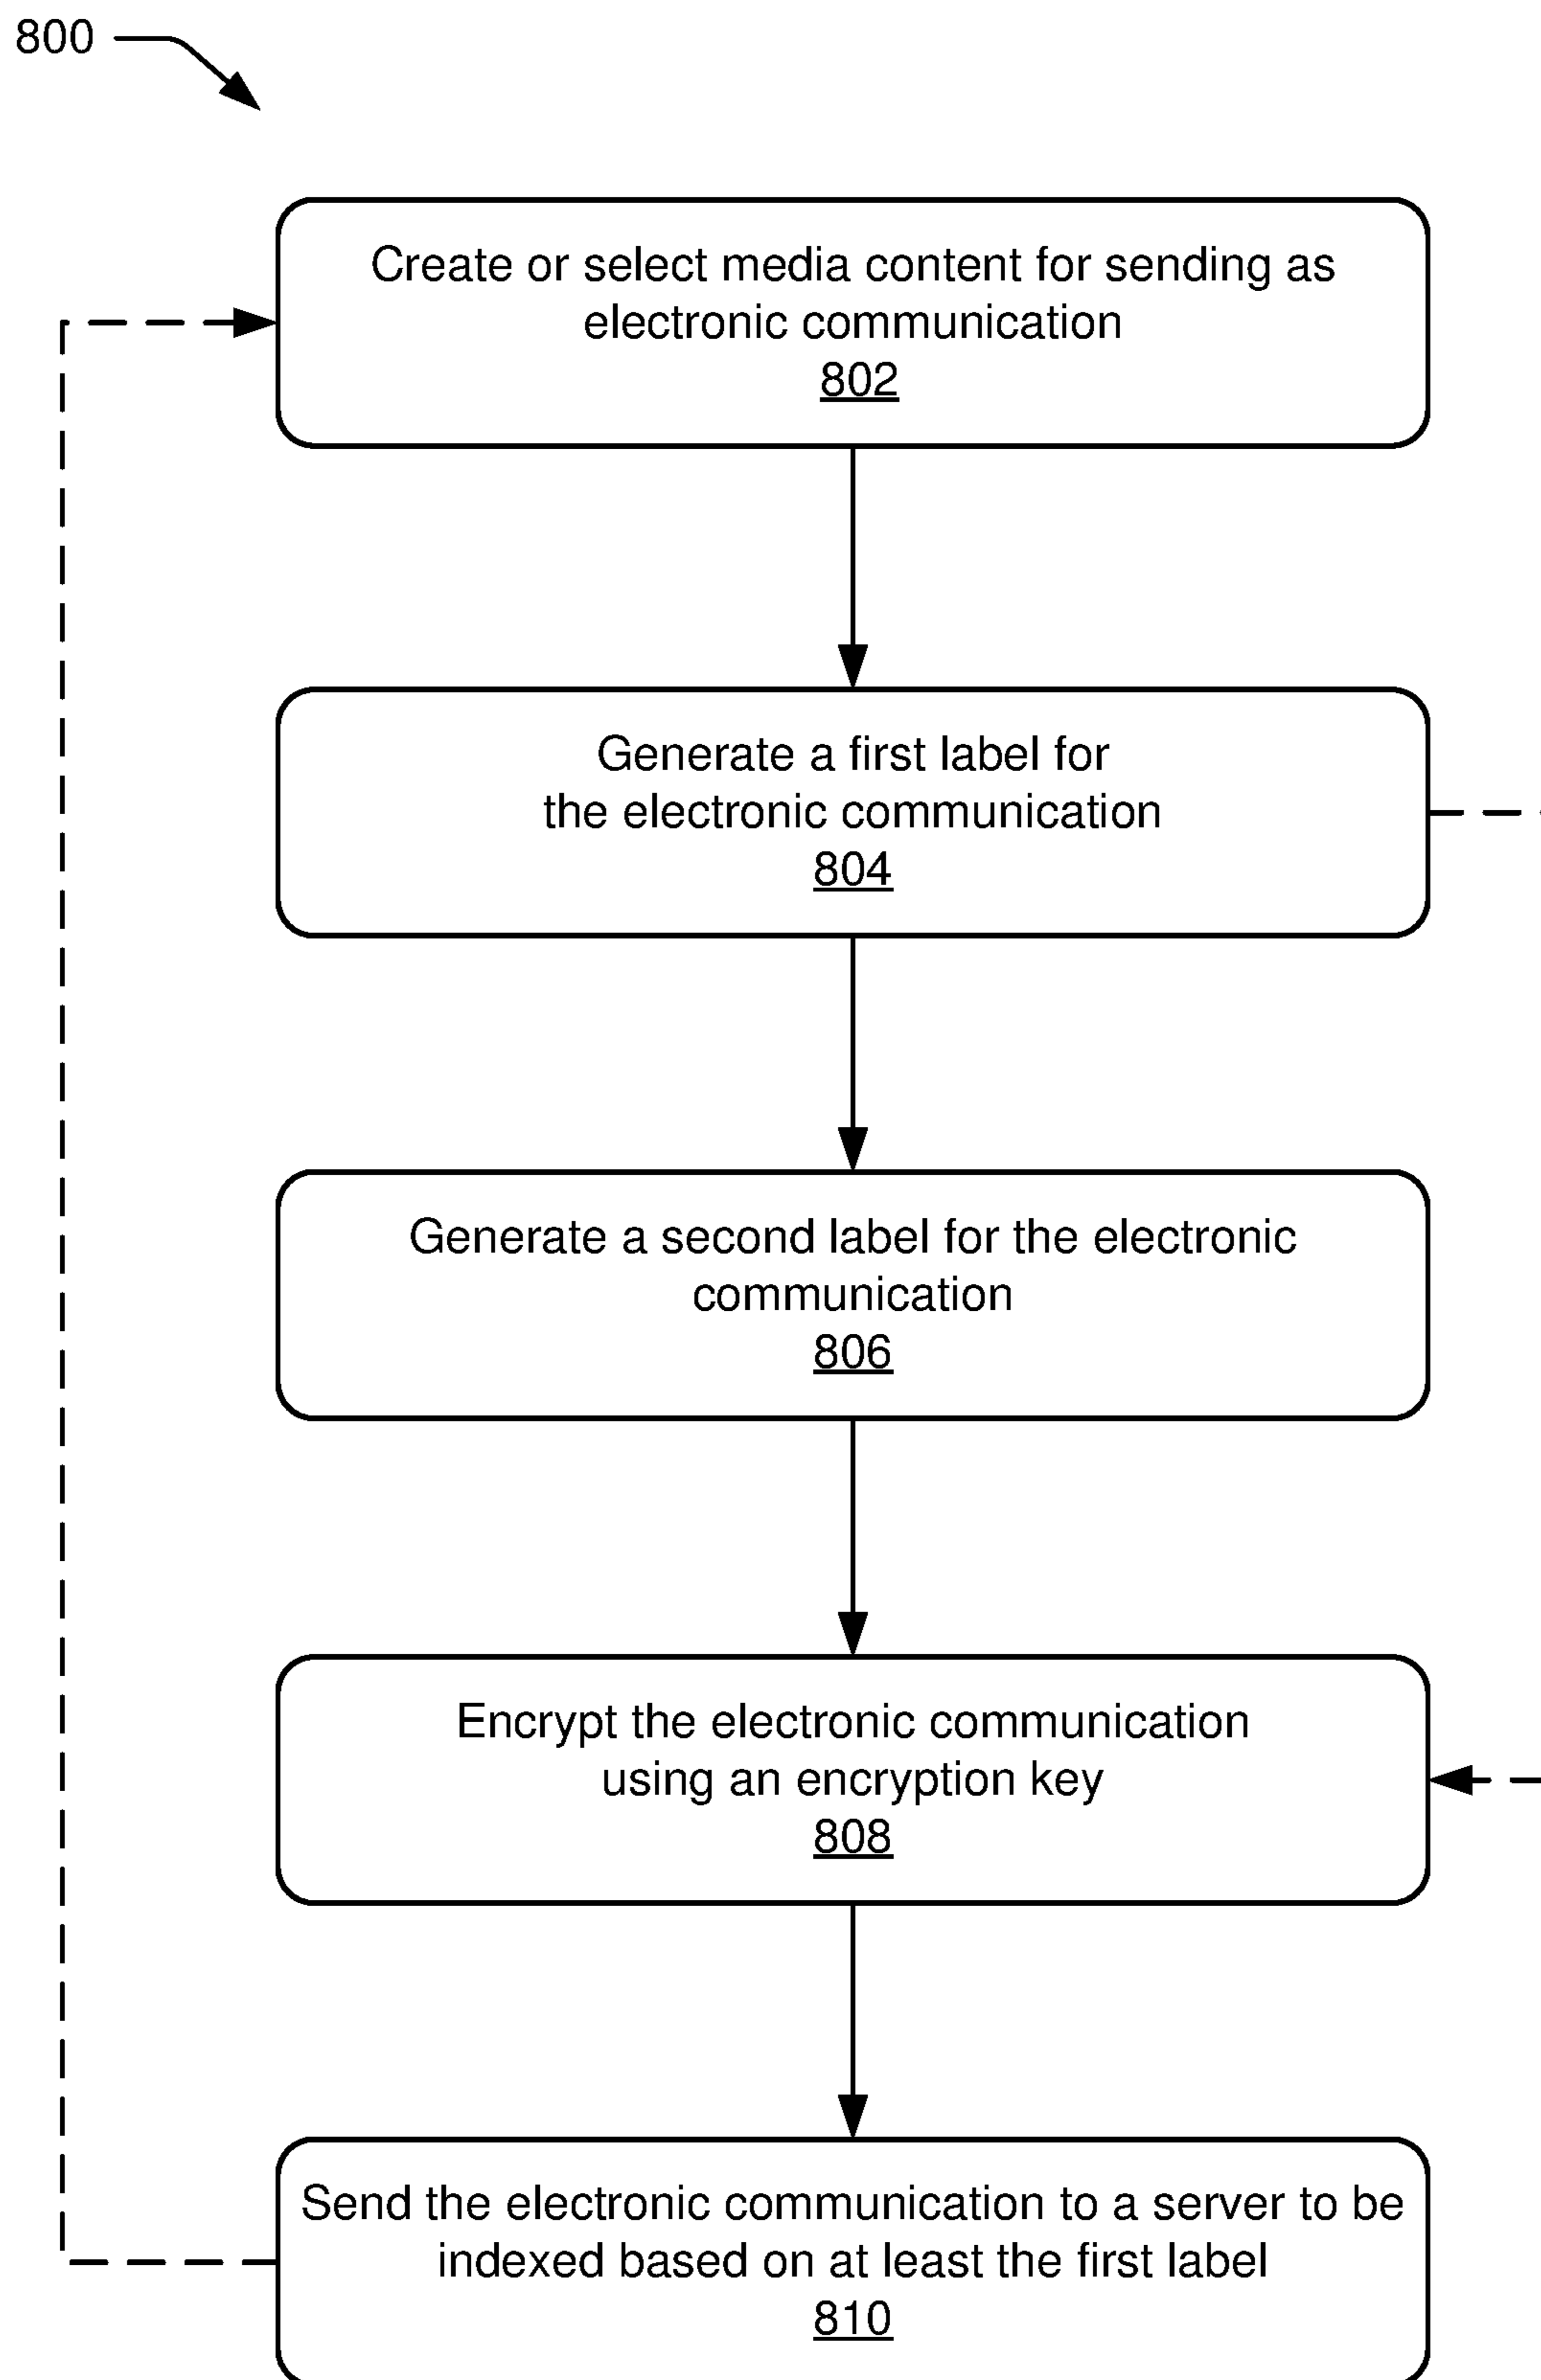 800
Create or select media content for sending as
electronic communication
802
Generate a first label for
the electronic communication
804
Generate a second label for the electronic
communication
806
Encrypt the electronic communication
using an encryption key
808
Send the electronic communication to a server to be
indexed based on at least the first label
810